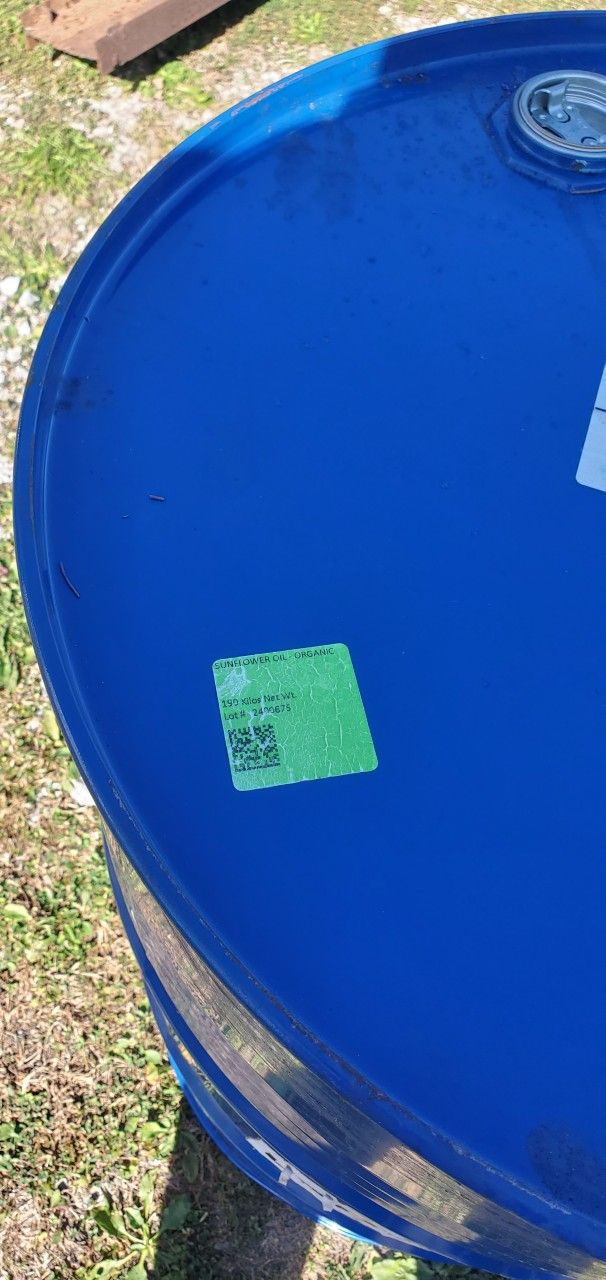 SUNFLOWER OIL - ORGANIC
190 Kilos Net Wt.
Lot # 2400675